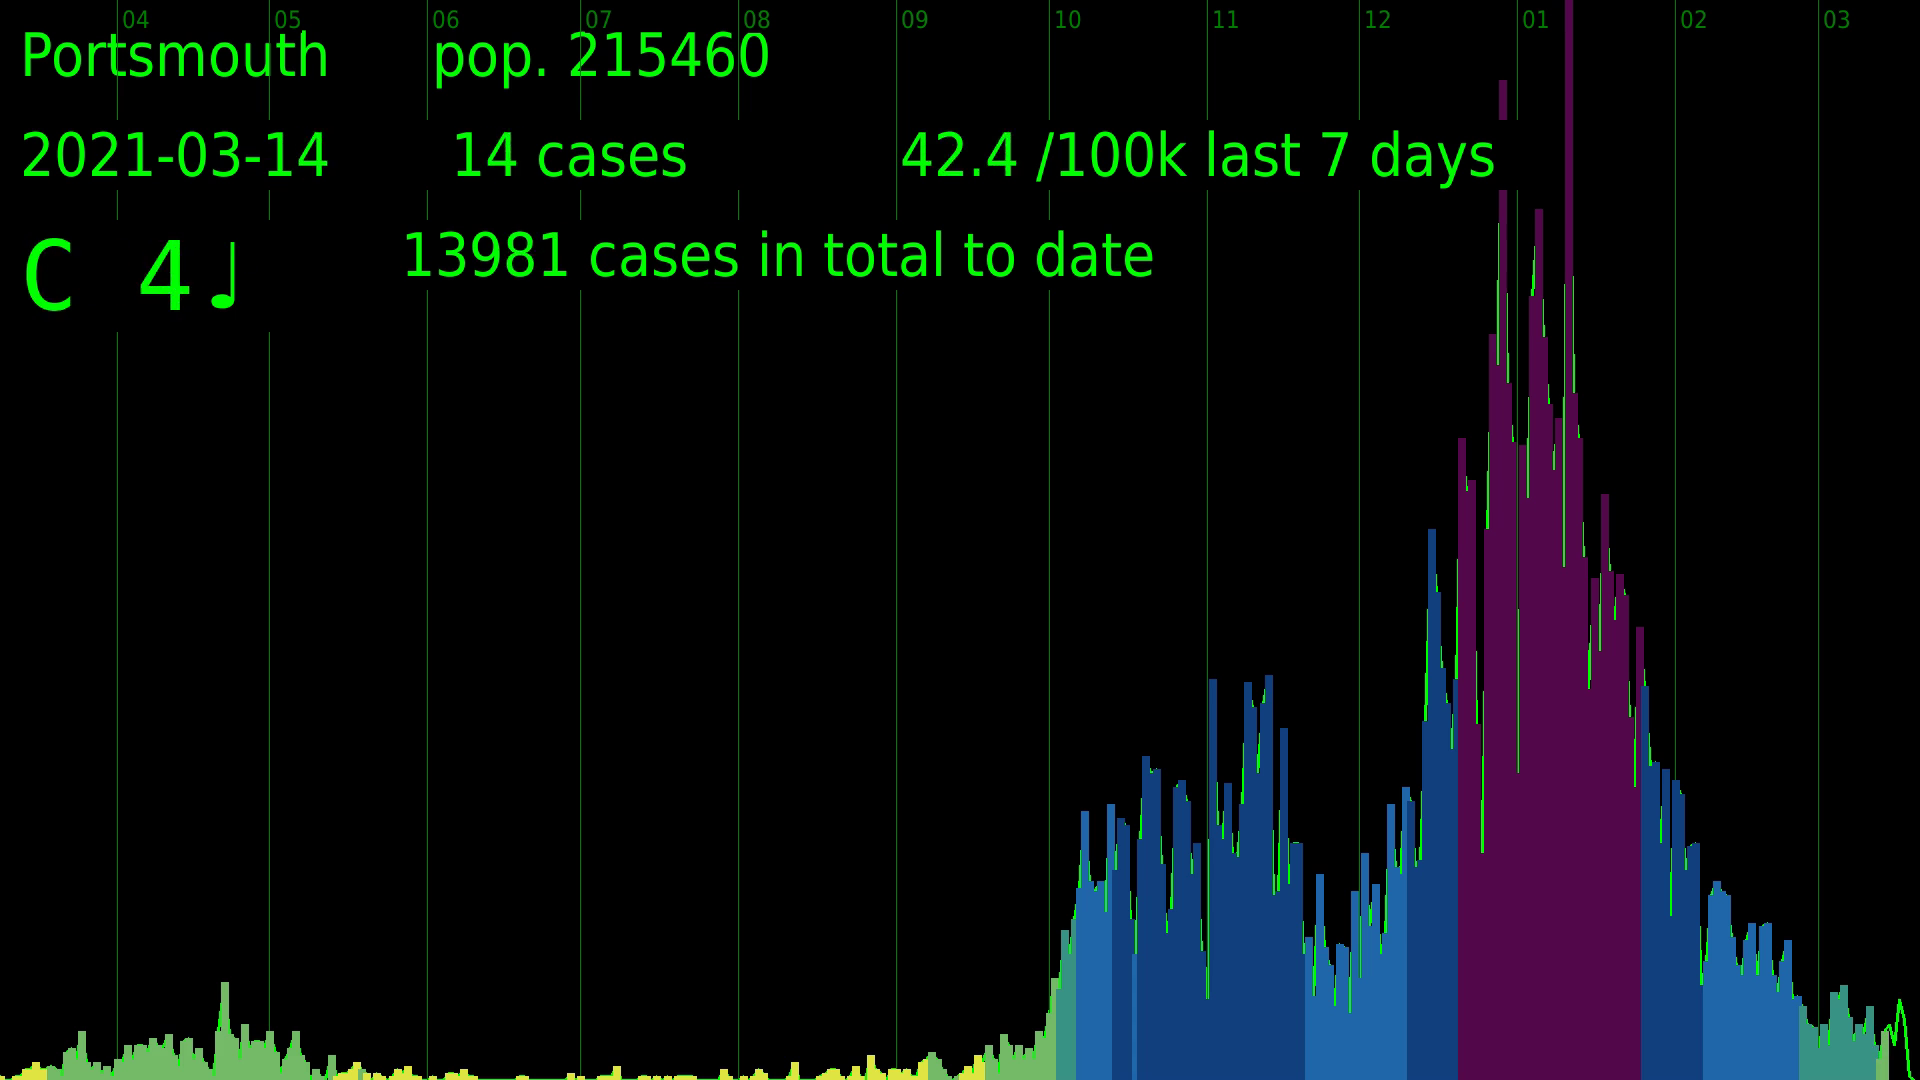 04 05 06 07 08 09 10 11 12 01 02 03
Portsmouth pop. 215460
2021-03-14 14 cases 42.4 /100k last 7 days
C 4♩ 13981 cases in total to date